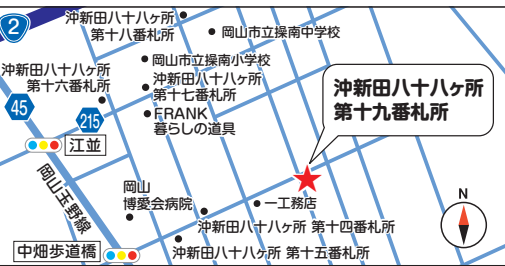 2
沖新田八十八ヶ所
第十八番札所
岡山市立操南中学校
岡山市立操南小学校
沖新田八十八ヶ所
第十六番札所
沖新田八十八ヶ所
第十七番札所
沖新田八十八ヶ所
第十九番札所
45
215
FRANK
暮らしの道具
江並
岡山玉野線
岡山
博愛会病院
一工務店
N
沖新田八十八ヶ所 第十四番札所
中畑歩道橋
沖新田八十八ヶ所 第十五番札所